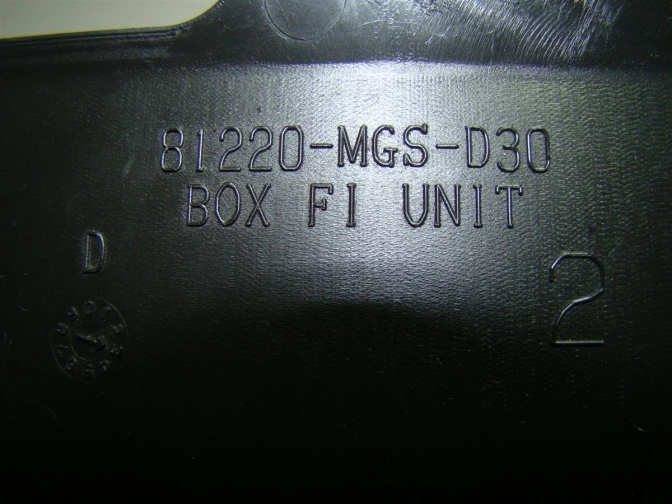 81220-MGS-D30
BOX FI UNIT
D
2